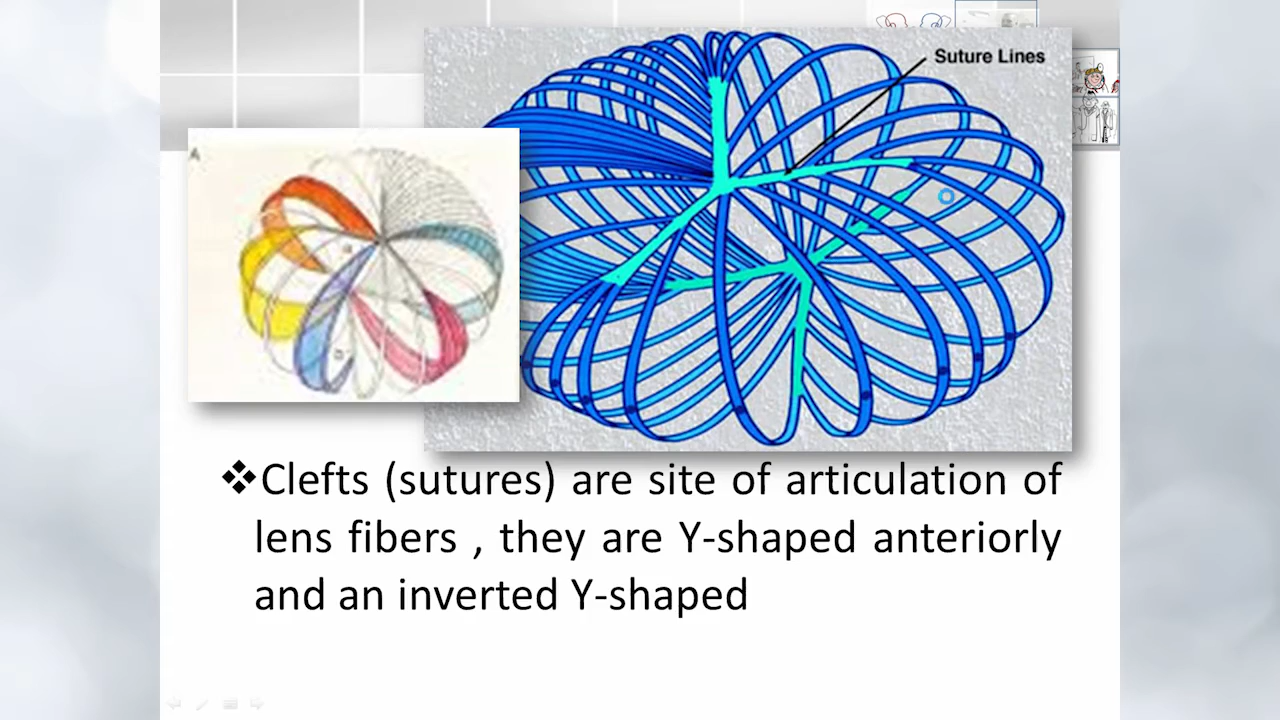 Suture Lines
A
❖Clefts (sutures) are site of articulation of
lens fibers , they are Y-shaped anteriorly
and an inverted Y-shaped